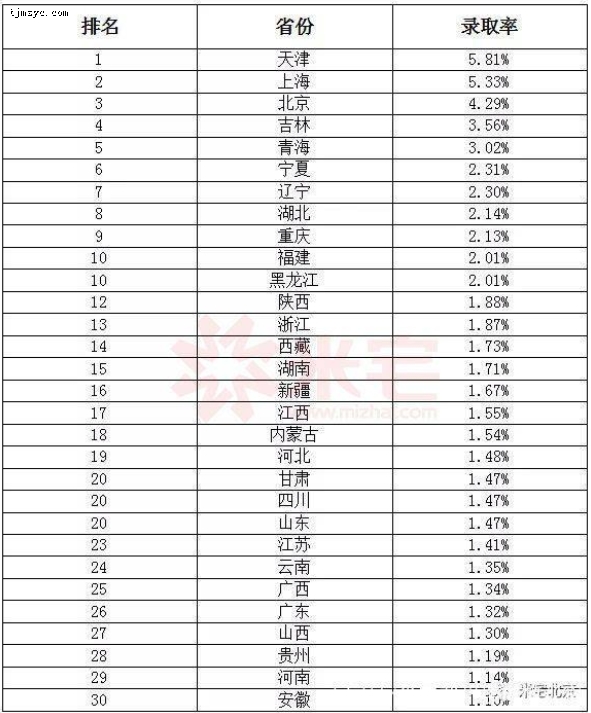 tjmsyc.com
排名 省份 录取率
1 天津 5.81%
2 上海 5.33%
3 北京 4.29%
4 吉林 3.56%
5 青海 3.02%
6 宁夏 2.31%
7 辽宁 2.30%
8 湖北 2.14%
9 重庆 2.13%
10 福建 2.01%
10 黑龙江 2.01%
12 陕西 1.88%
13 浙江 1.87%
14 西藏 1.73%
15 湖南 1.71%
16 新疆 1.67%
17 江西 1.55%
18 内蒙古 1.54%
19 河北 1.48%
20 甘肃 1.47%
20 四川 1.47%
20 山东 1.47%
23 江苏 1.41%
24 云南 1.35%
25 广西 1.34%
26 广东 1.32%
27 山西 1.30%
28 贵州 1.19%
29 河南 1.14%
30 安徽 1.10%
米宅
www.mizhai.com
米宅北京